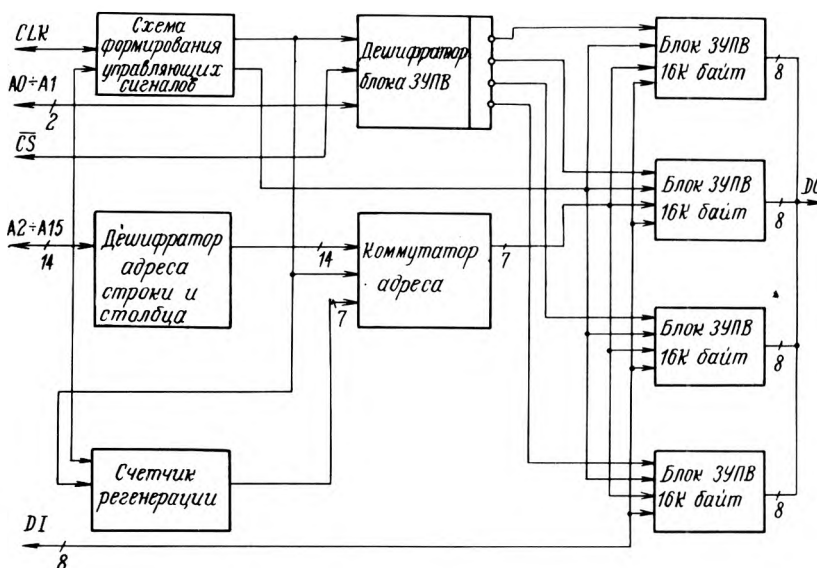 CLK
A0÷A1
2
C̅S̅
A2÷A15
14
DI
8
Схема
формирования
управляющих
сигналов
Дешифратор
адреса
строки и
столбца
14
Счетчик
регенерации
7
Дешифратор
блока ЗУПВ
Коммутатор
адреса
7
Блок ЗУПВ
16К байт
8
Блок ЗУПВ
16К байт
8
Блок ЗУПВ
16К байт
8
Блок ЗУПВ
16К байт
8